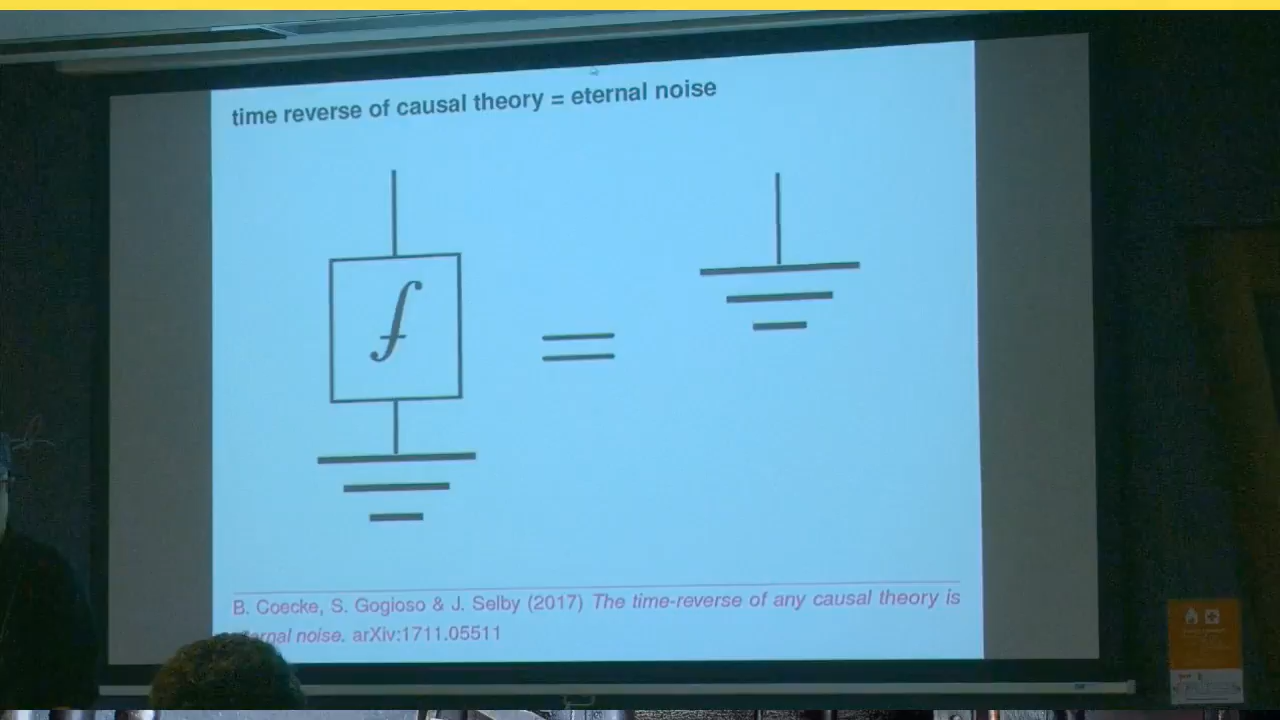 time reverse of causal theory = eternal noise
f
=
B. Coecke, S. Gogioso & J. Selby (2017) The time-reverse of any causal theory is
noise. arXiv:1711.05511